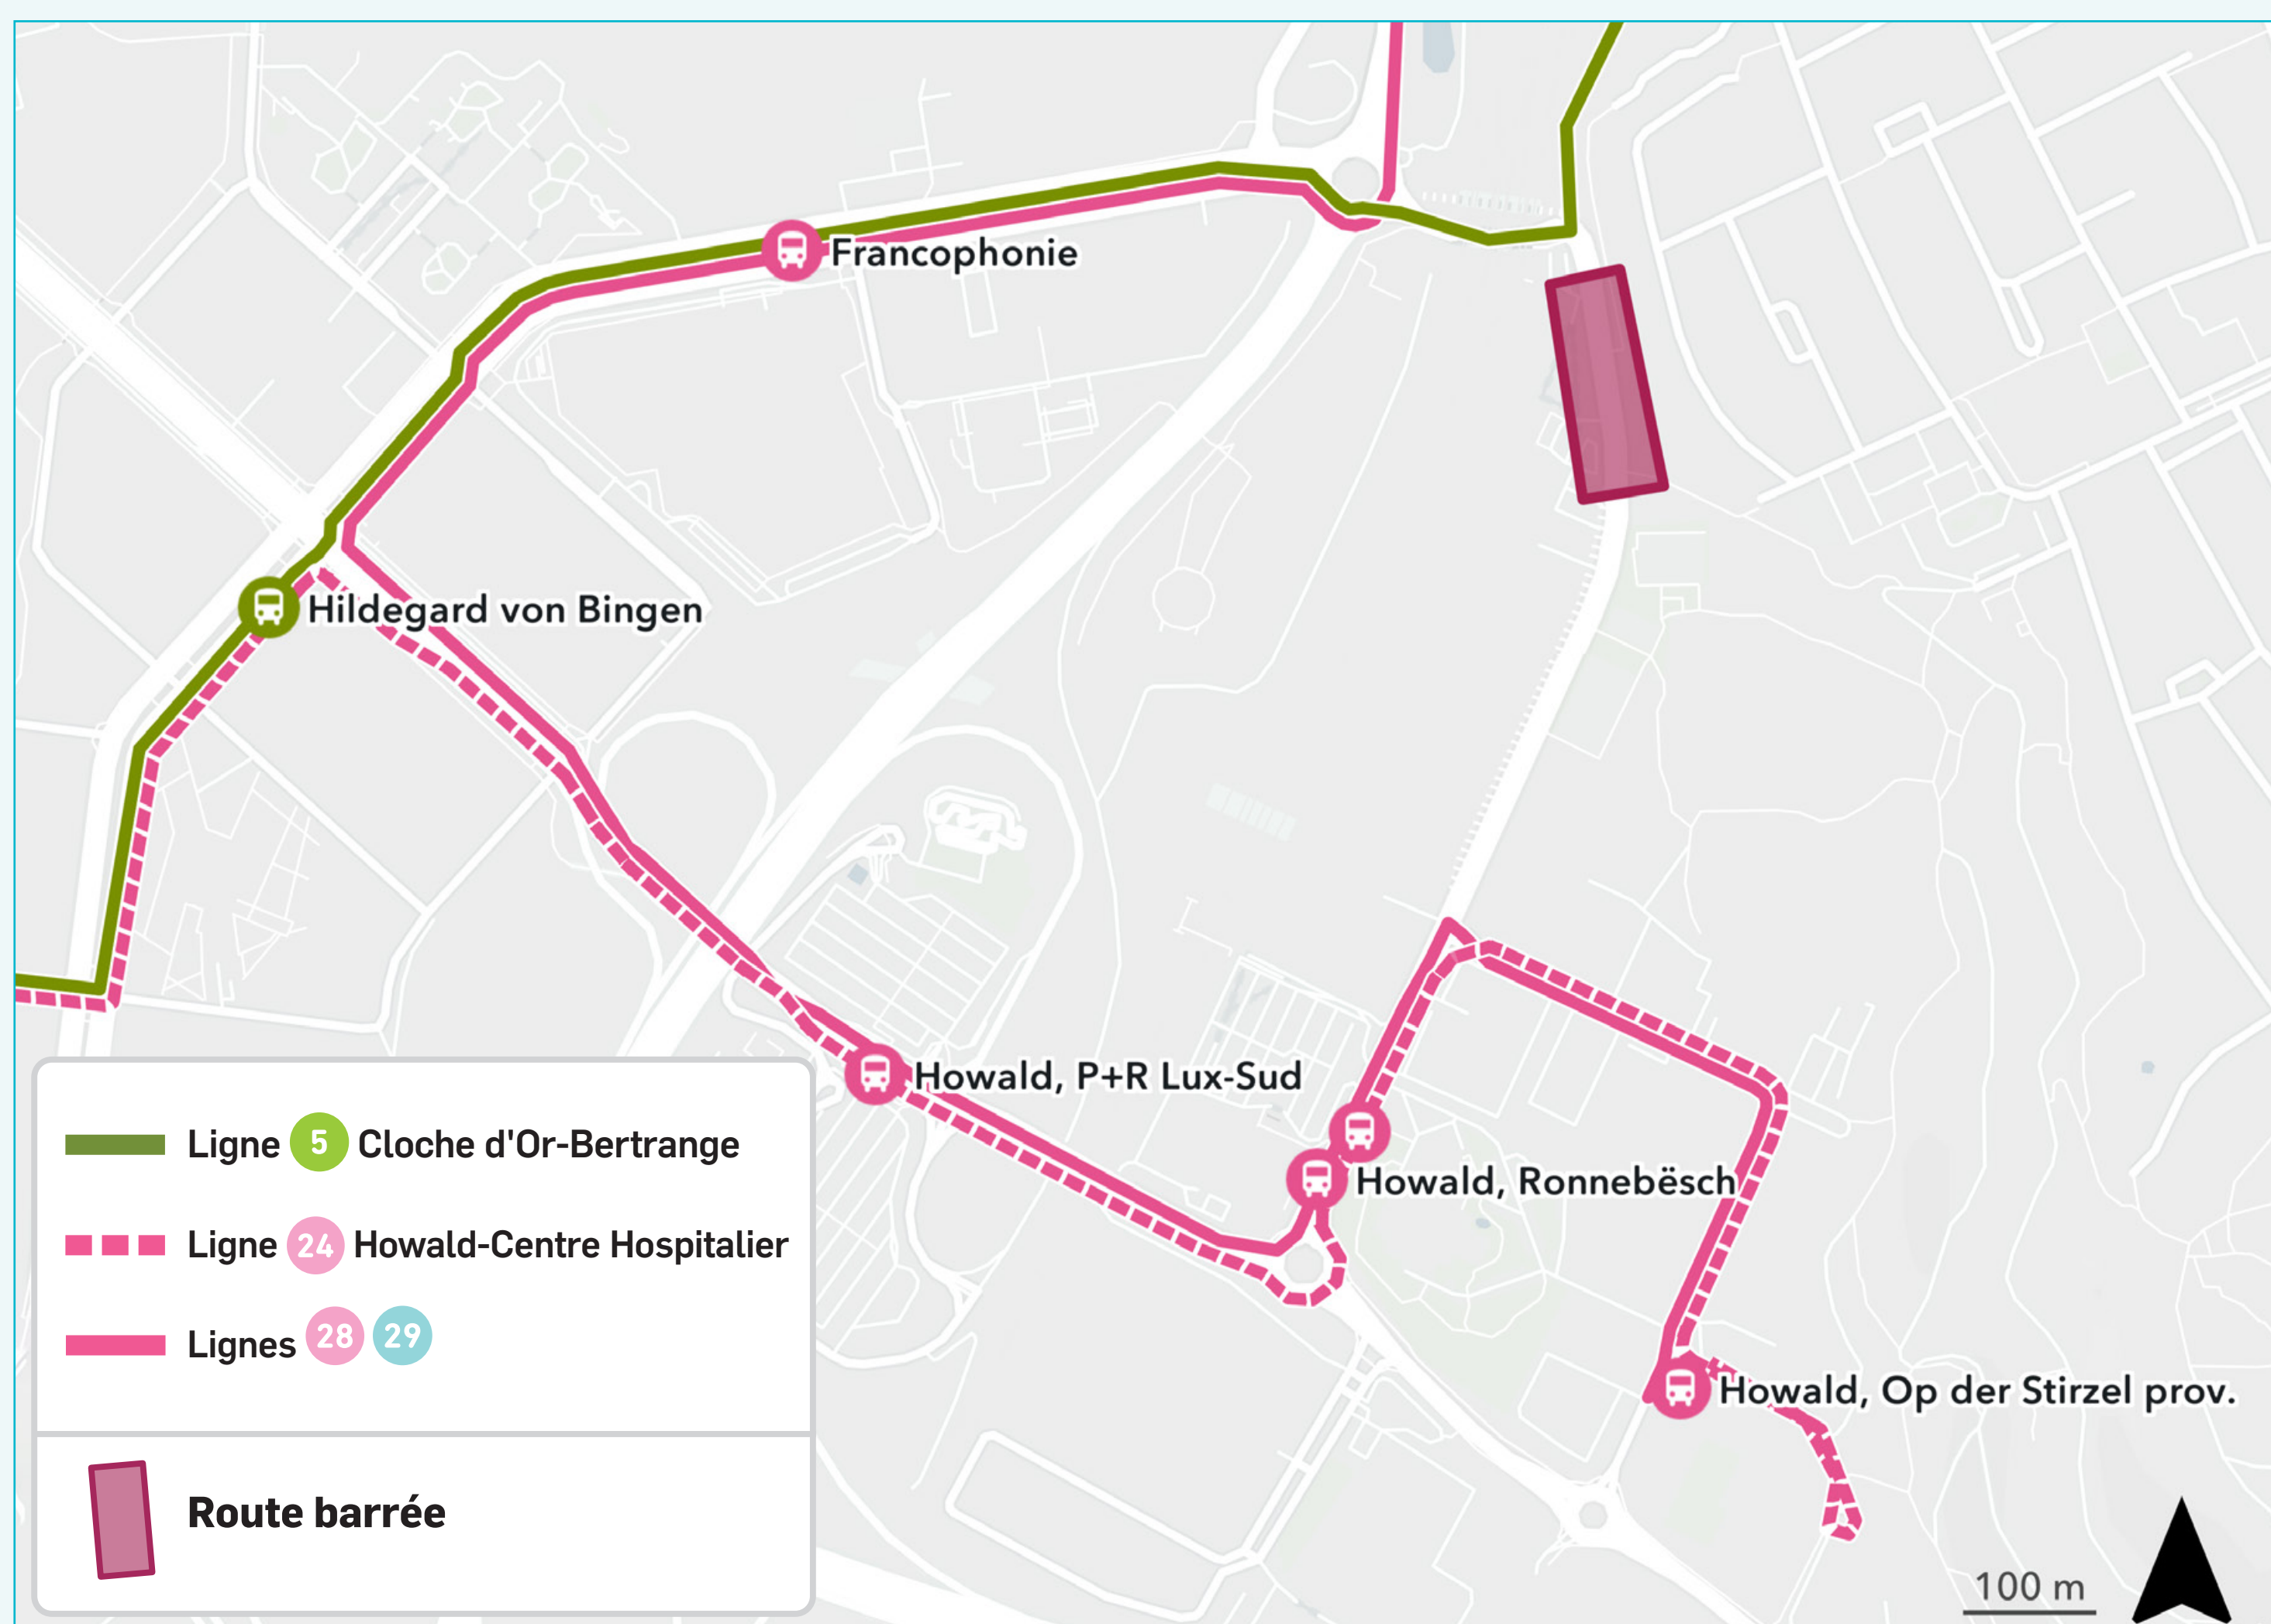 Francophonie
Hildegard von Bingen
Howald, P+R Lux-Sud
Howald, Ronnebësch
Howald, Op der Stirzel prov.
Ligne 5 Cloche d'Or-Bertrange
Ligne 24 Howald-Centre Hospitalier
Lignes 28 29
Route barrée
100 m